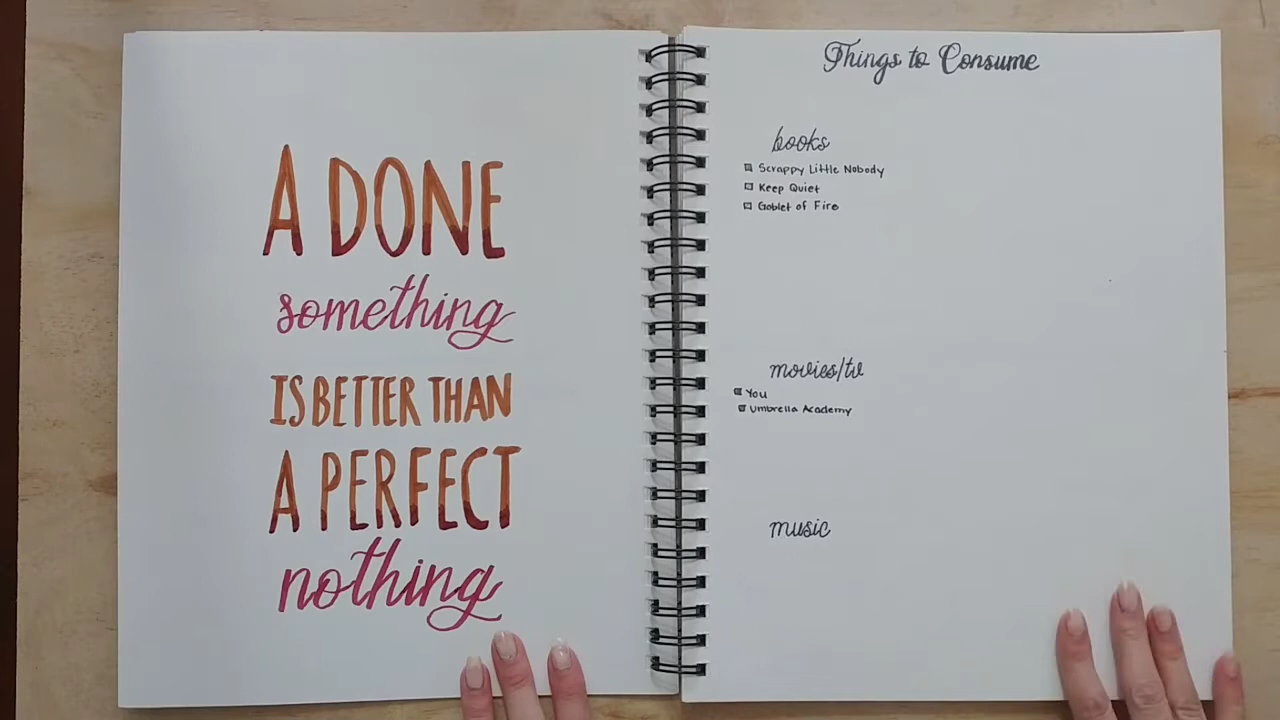 A DONE
something
IS BETTER THAN
A PERFECT
nothing
Things to Consume
books
Scrappy Little Nobody
Keep Quiet
Goblet of Fire
movies/tv
You
Umbrella Academy
music